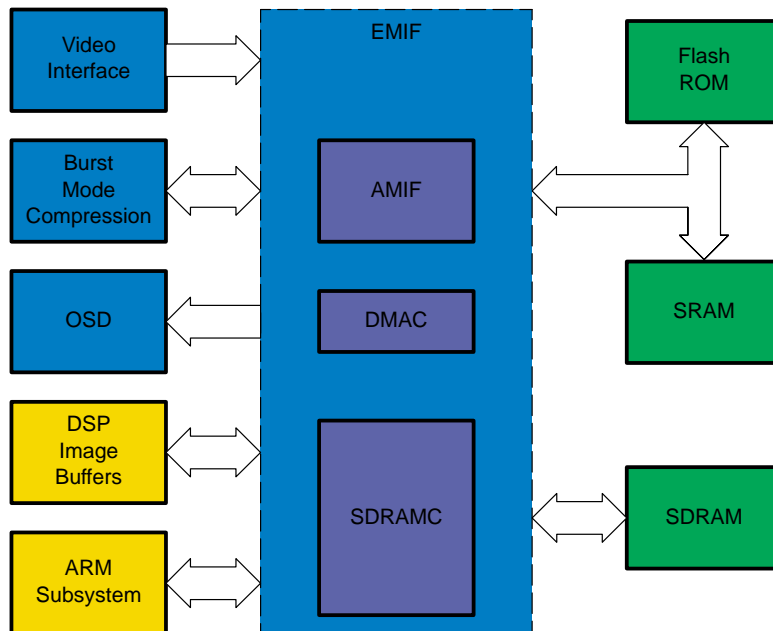 Video
Interface
EMIF
Flash
ROM
Burst
Mode
Compression
AMIF
OSD
DMAC
SRAM
DSP
Image
Buffers
SDRAMC
SDRAM
ARM
Subsystem